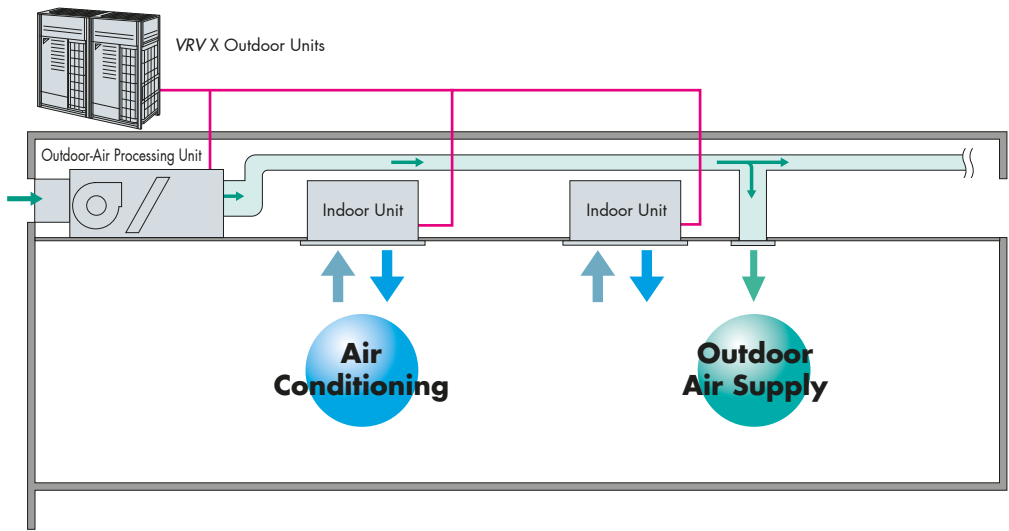 VRV X Outdoor Units
Outdoor-Air Processing Unit
Indoor Unit
Indoor Unit
Air
Conditioning
Outdoor
Air Supply